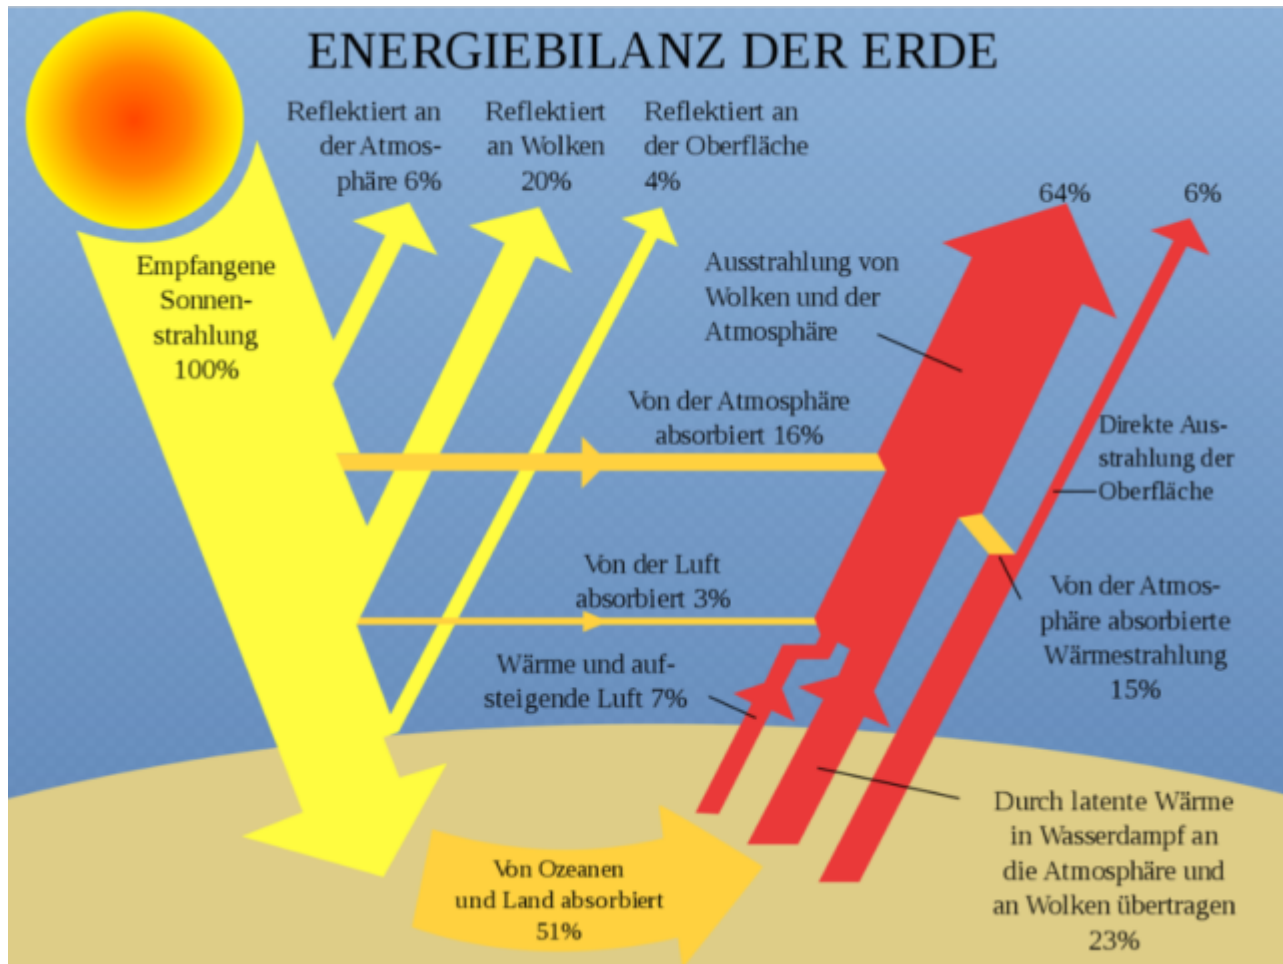 ENERGIEBILANZ DER ERDE
Reflektiert an
der Atmos-
phäre 6%
Reflektiert
an Wolken
20%
Reflektiert an
der Oberfläche
4%
64%
6%
Empfangene
Sonnen-
strahlung
100%
Ausstrahlung von
Wolken und der
Atmosphäre
Von der Atmosphäre
absorbiert 16%
Direkte Aus-
strahlung der
Oberfläche
Von der Luft
absorbiert 3%
Von der Atmos-
phäre absorbierte
Wärmestrahlung
15%
Wärme und auf-
steigende Luft 7%
Durch latente Wärme
in Wasserdampf an
die Atmosphäre und
an Wolken übertragen
23%
Von Ozeanen
und Land absorbiert
51%